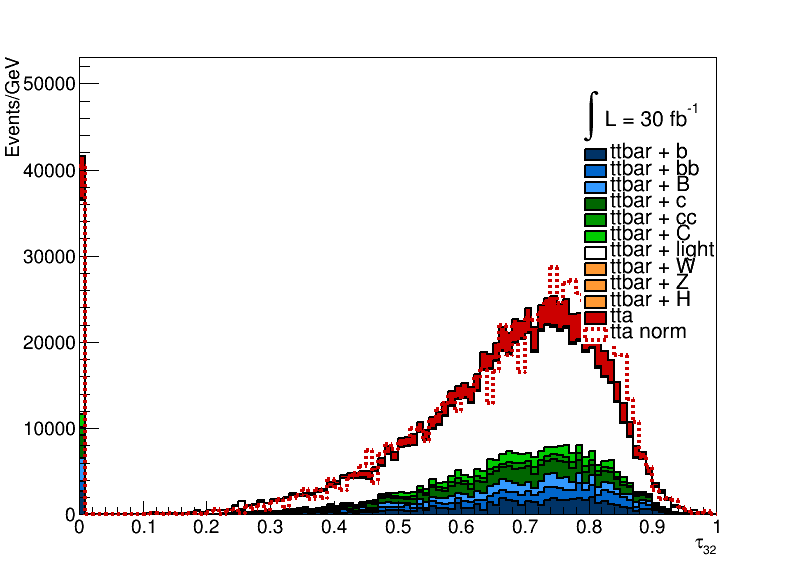 Events/GeV
50000
40000
30000
20000
10000
0
∫ L = 30 fb-1
ttbar + b
ttbar + bb
ttbar + B
ttbar + c
ttbar + cc
ttbar + C
ttbar + light
ttbar + W
ttbar + Z
ttbar + H
tta
tta norm
0 0.1 0.2 0.3 0.4 0.5 0.6 0.7 0.8 0.9 1
τ32